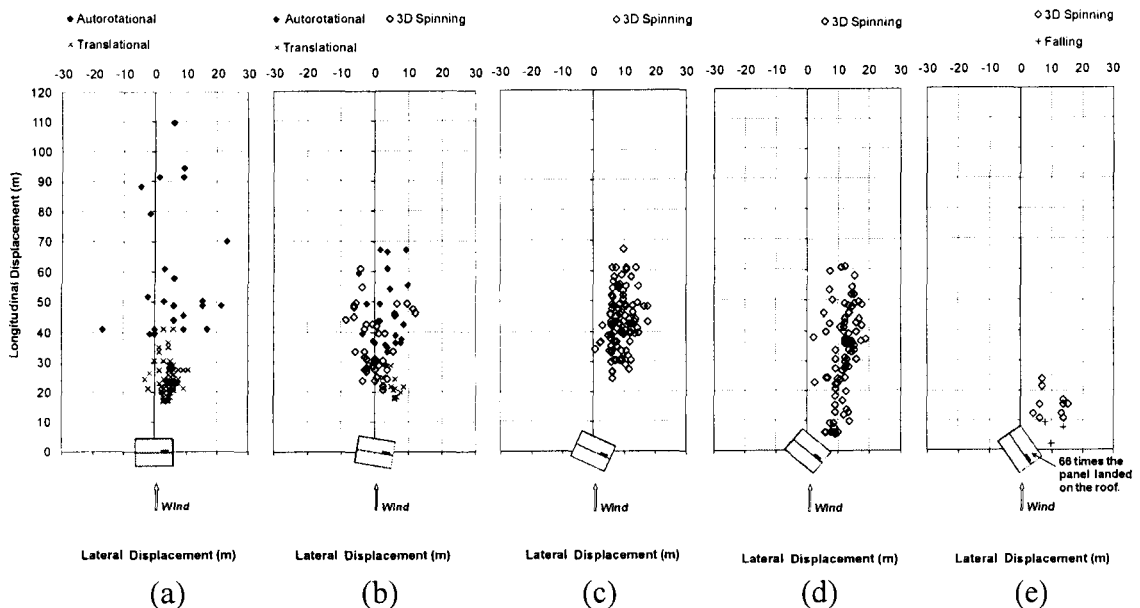 ◆ Autorotational
× Translational
-30 -20 -10 0 10 20 30
120
110
100
90
80
70
60
50
40
30
20
10
0
Longitudinal Displacement (m)
Wind
Lateral Displacement (m)
(a)
◆ Autorotational ◇ 3D Spinning
× Translational
-30 -20 -10 0 10 20 30
Wind
Lateral Displacement (m)
(b)
◇ 3D Spinning
-30 -20 -10 0 10 20 30
Wind
Lateral Displacement (m)
(c)
◇ 3D Spinning
-30 -20 -10 0 10 20 30
Wind
Lateral Displacement (m)
(d)
◇ 3D Spinning
+ Falling
-30 -20 -10 0 10 20 30
66 times the
panel landed
on the roof.
Wind
Lateral Displacement (m)
(e)